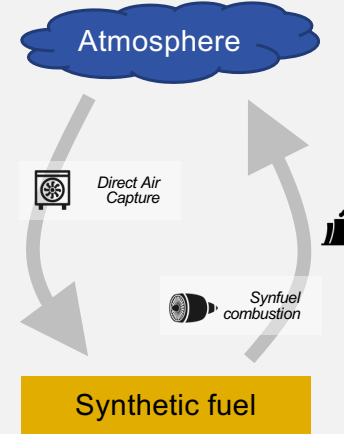 Atmosphere
Direct Air
Capture
Synfuel
combustion
Synthetic fuel